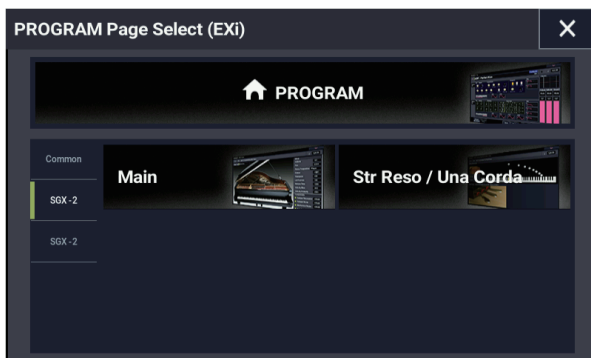 PROGRAM Page Select (EXi)
PROGRAM
Common
SGX-2
SGX-2
Main
Str Reso / Una Corda